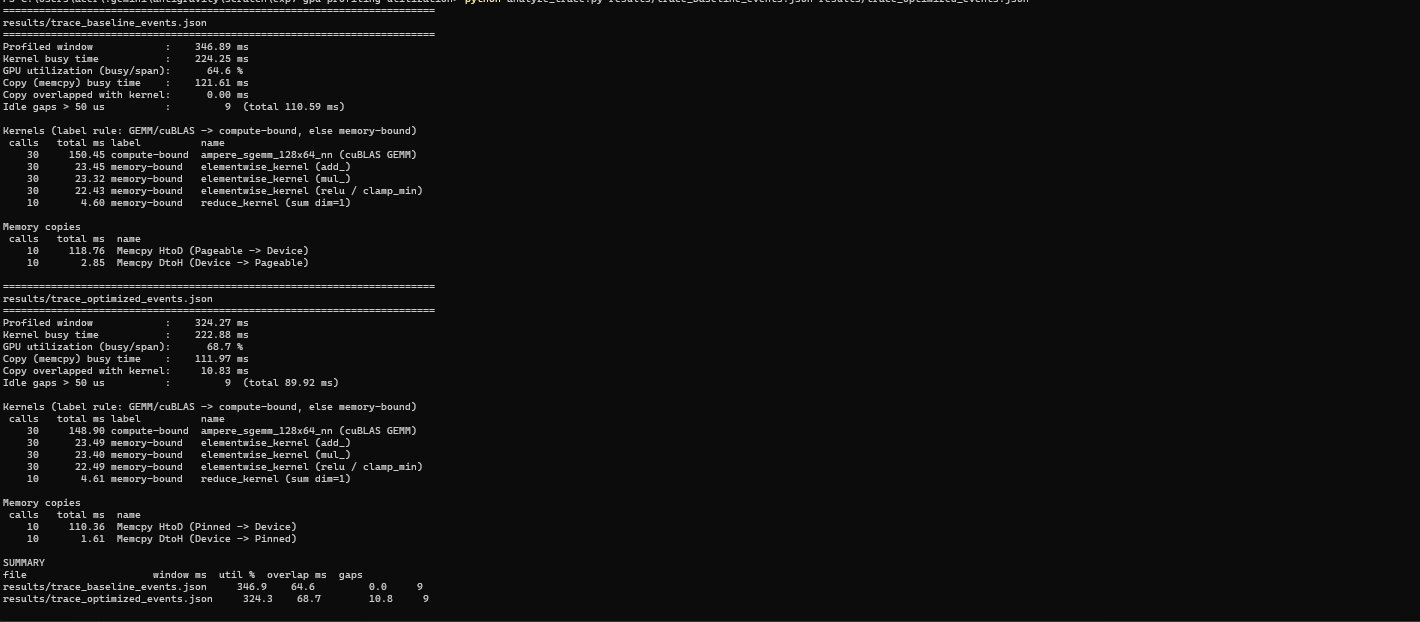 python analyze_trace.py results/trace_baseline_events.json results/trace_optimized_events.json
================================================================================
results/trace_baseline_events.json
================================================================================
Profiled window : 346.89 ms
Kernel busy time : 224.25 ms
GPU utilization (busy/span): 64.6 %
Copy (memcpy) busy time : 121.61 ms
Copy overlapped with kernel: 0.00 ms
Idle gaps > 50 us : 9 (total 110.59 ms)
Kernels (label rule: GEMM/cuBLAS -> compute-bound, else memory-bound)
calls total ms label name
30 150.45 compute-bound ampere_sgemm_128x64_nn (cuBLAS GEMM)
30 23.45 memory-bound elementwise_kernel (add_)
30 23.32 memory-bound elementwise_kernel (mul_)
30 22.43 memory-bound elementwise_kernel (relu / clamp_min)
10 4.60 memory-bound reduce_kernel (sum dim=1)
Memory copies
calls total ms name
10 118.76 Memcpy HtoD (Pageable -> Device)
10 2.85 Memcpy DtoH (Device -> Pageable)
================================================================================
results/trace_optimized_events.json
================================================================================
Profiled window : 324.27 ms
Kernel busy time : 222.88 ms
GPU utilization (busy/span): 68.7 %
Copy (memcpy) busy time : 111.97 ms
Copy overlapped with kernel: 10.83 ms
Idle gaps > 50 us : 9 (total 89.92 ms)
Kernels (label rule: GEMM/cuBLAS -> compute-bound, else memory-bound)
calls total ms label name
30 148.90 compute-bound ampere_sgemm_128x64_nn (cuBLAS GEMM)
30 23.49 memory-bound elementwise_kernel (add_)
30 23.40 memory-bound elementwise_kernel (mul_)
30 22.49 memory-bound elementwise_kernel (relu / clamp_min)
10 4.61 memory-bound reduce_kernel (sum dim=1)
Memory copies
calls total ms name
10 110.36 Memcpy HtoD (Pinned -> Device)
10 1.61 Memcpy DtoH (Device -> Pinned)
SUMMARY
file window ms util % overlap ms gaps
results/trace_baseline_events.json 346.9 64.6 0.0 9
results/trace_optimized_events.json 324.3 68.7 10.8 9